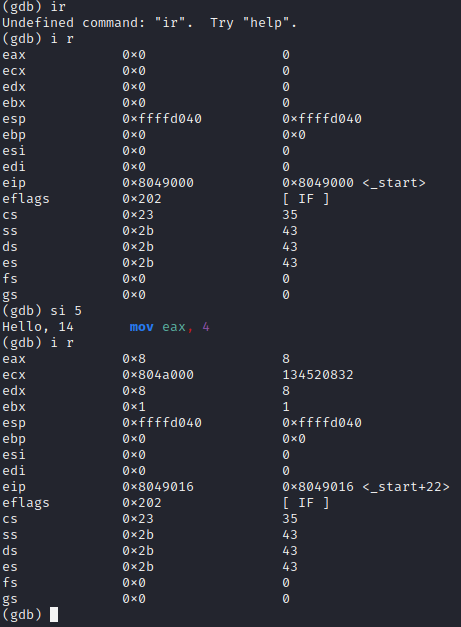 (gdb) ir
Undefined command: "ir".  Try "help".
(gdb) i r
eax            0x0                 0
ecx            0x0                 0
edx            0x0                 0
ebx            0x0                 0
esp            0xffffd040          0xffffd040
ebp            0x0                 0x0
esi            0x0                 0
edi            0x0                 0
eip            0x8049000           0x8049000 <_start>
eflags         0x202               [ IF ]
cs             0x23                35
ss             0x2b                43
ds             0x2b                43
es             0x2b                43
fs             0x0                 0
gs             0x0                 0
(gdb) si 5
Hello, 14       mov eax, 4
(gdb) i r
eax            0x8                 8
ecx            0x804a000           134520832
edx            0x8                 8
ebx            0x1                 1
esp            0xffffd040          0xffffd040
ebp            0x0                 0x0
esi            0x0                 0
edi            0x0                 0
eip            0x8049016           0x8049016 <_start+22>
eflags         0x202               [ IF ]
cs             0x23                35
ss             0x2b                43
ds             0x2b                43
es             0x2b                43
fs             0x0                 0
gs             0x0                 0
(gdb)